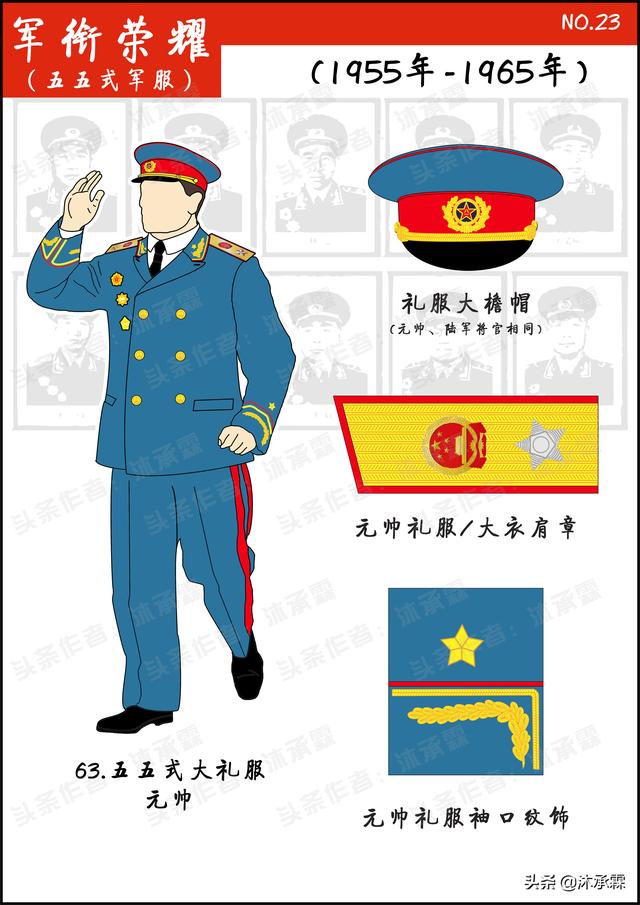 军衔荣耀
(五五式军服)
NO.23
(1955年-1965年)
礼服大檐帽
(元帅、陆军将官相同)
元帅礼服/大衣肩章
63.五五式大礼服
元帅
元帅礼服袖口纹饰
头条作者：沐承霖
头条 @沐承霖